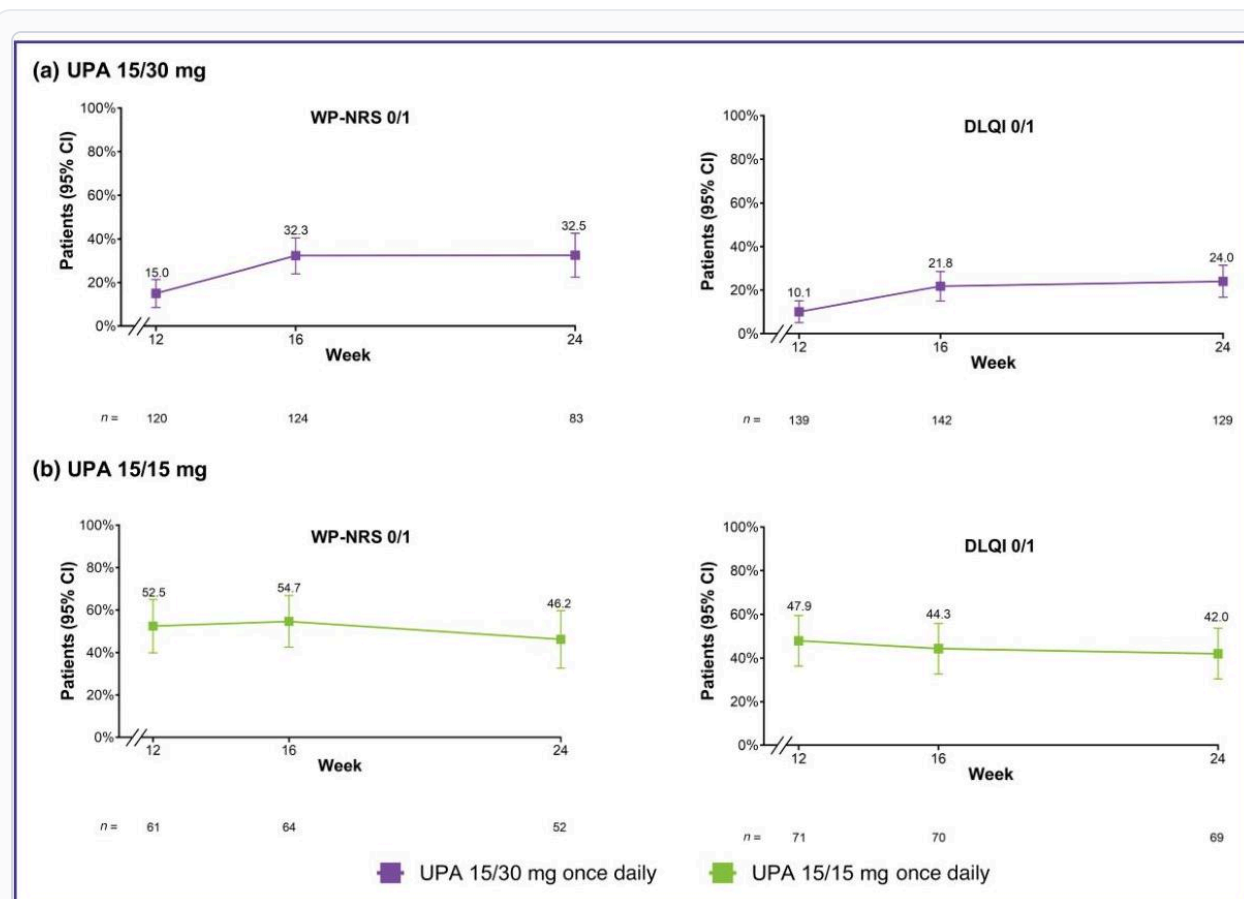 (a) UPA 15/30 mg
WP-NRS 0/1
Patients (95% CI)
100%
80%
60%
40%
20%
0%
15.0
32.3
32.5
12
16
24
Week
n = 120 124 83
DLQI 0/1
Patients (95% CI)
100%
80%
60%
40%
20%
0%
10.1
21.8
24.0
12
16
24
Week
n = 139 142 129
(b) UPA 15/15 mg
WP-NRS 0/1
Patients (95% CI)
100%
80%
60%
40%
20%
0%
52.5
54.7
46.2
12
16
24
Week
n = 61 64 52
DLQI 0/1
Patients (95% CI)
100%
80%
60%
40%
20%
0%
47.9
44.3
42.0
12
16
24
Week
n = 71 70 69
UPA 15/30 mg once daily
UPA 15/15 mg once daily